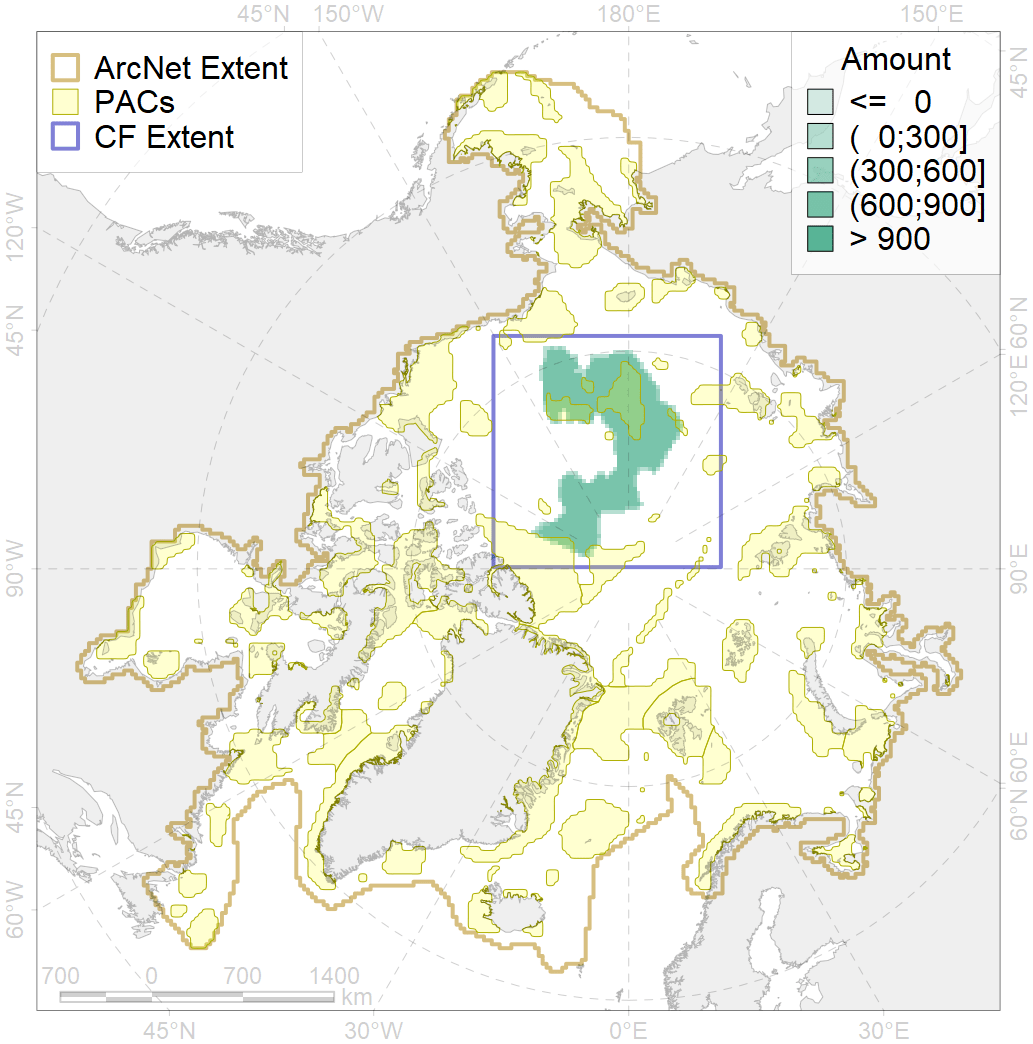 45°N 150°W 180°E 150°E
ArcNet Extent
PACs
CF Extent
Amount
<= 0
( 0;300]
(300;600]
(600;900]
> 900
45°N
120°W
45°N
90°W
45°N
60°W
60°N
120°E
90°E
60°E
60°N
700 0 700 1400
km
45°N 30°W 0°E 30°E